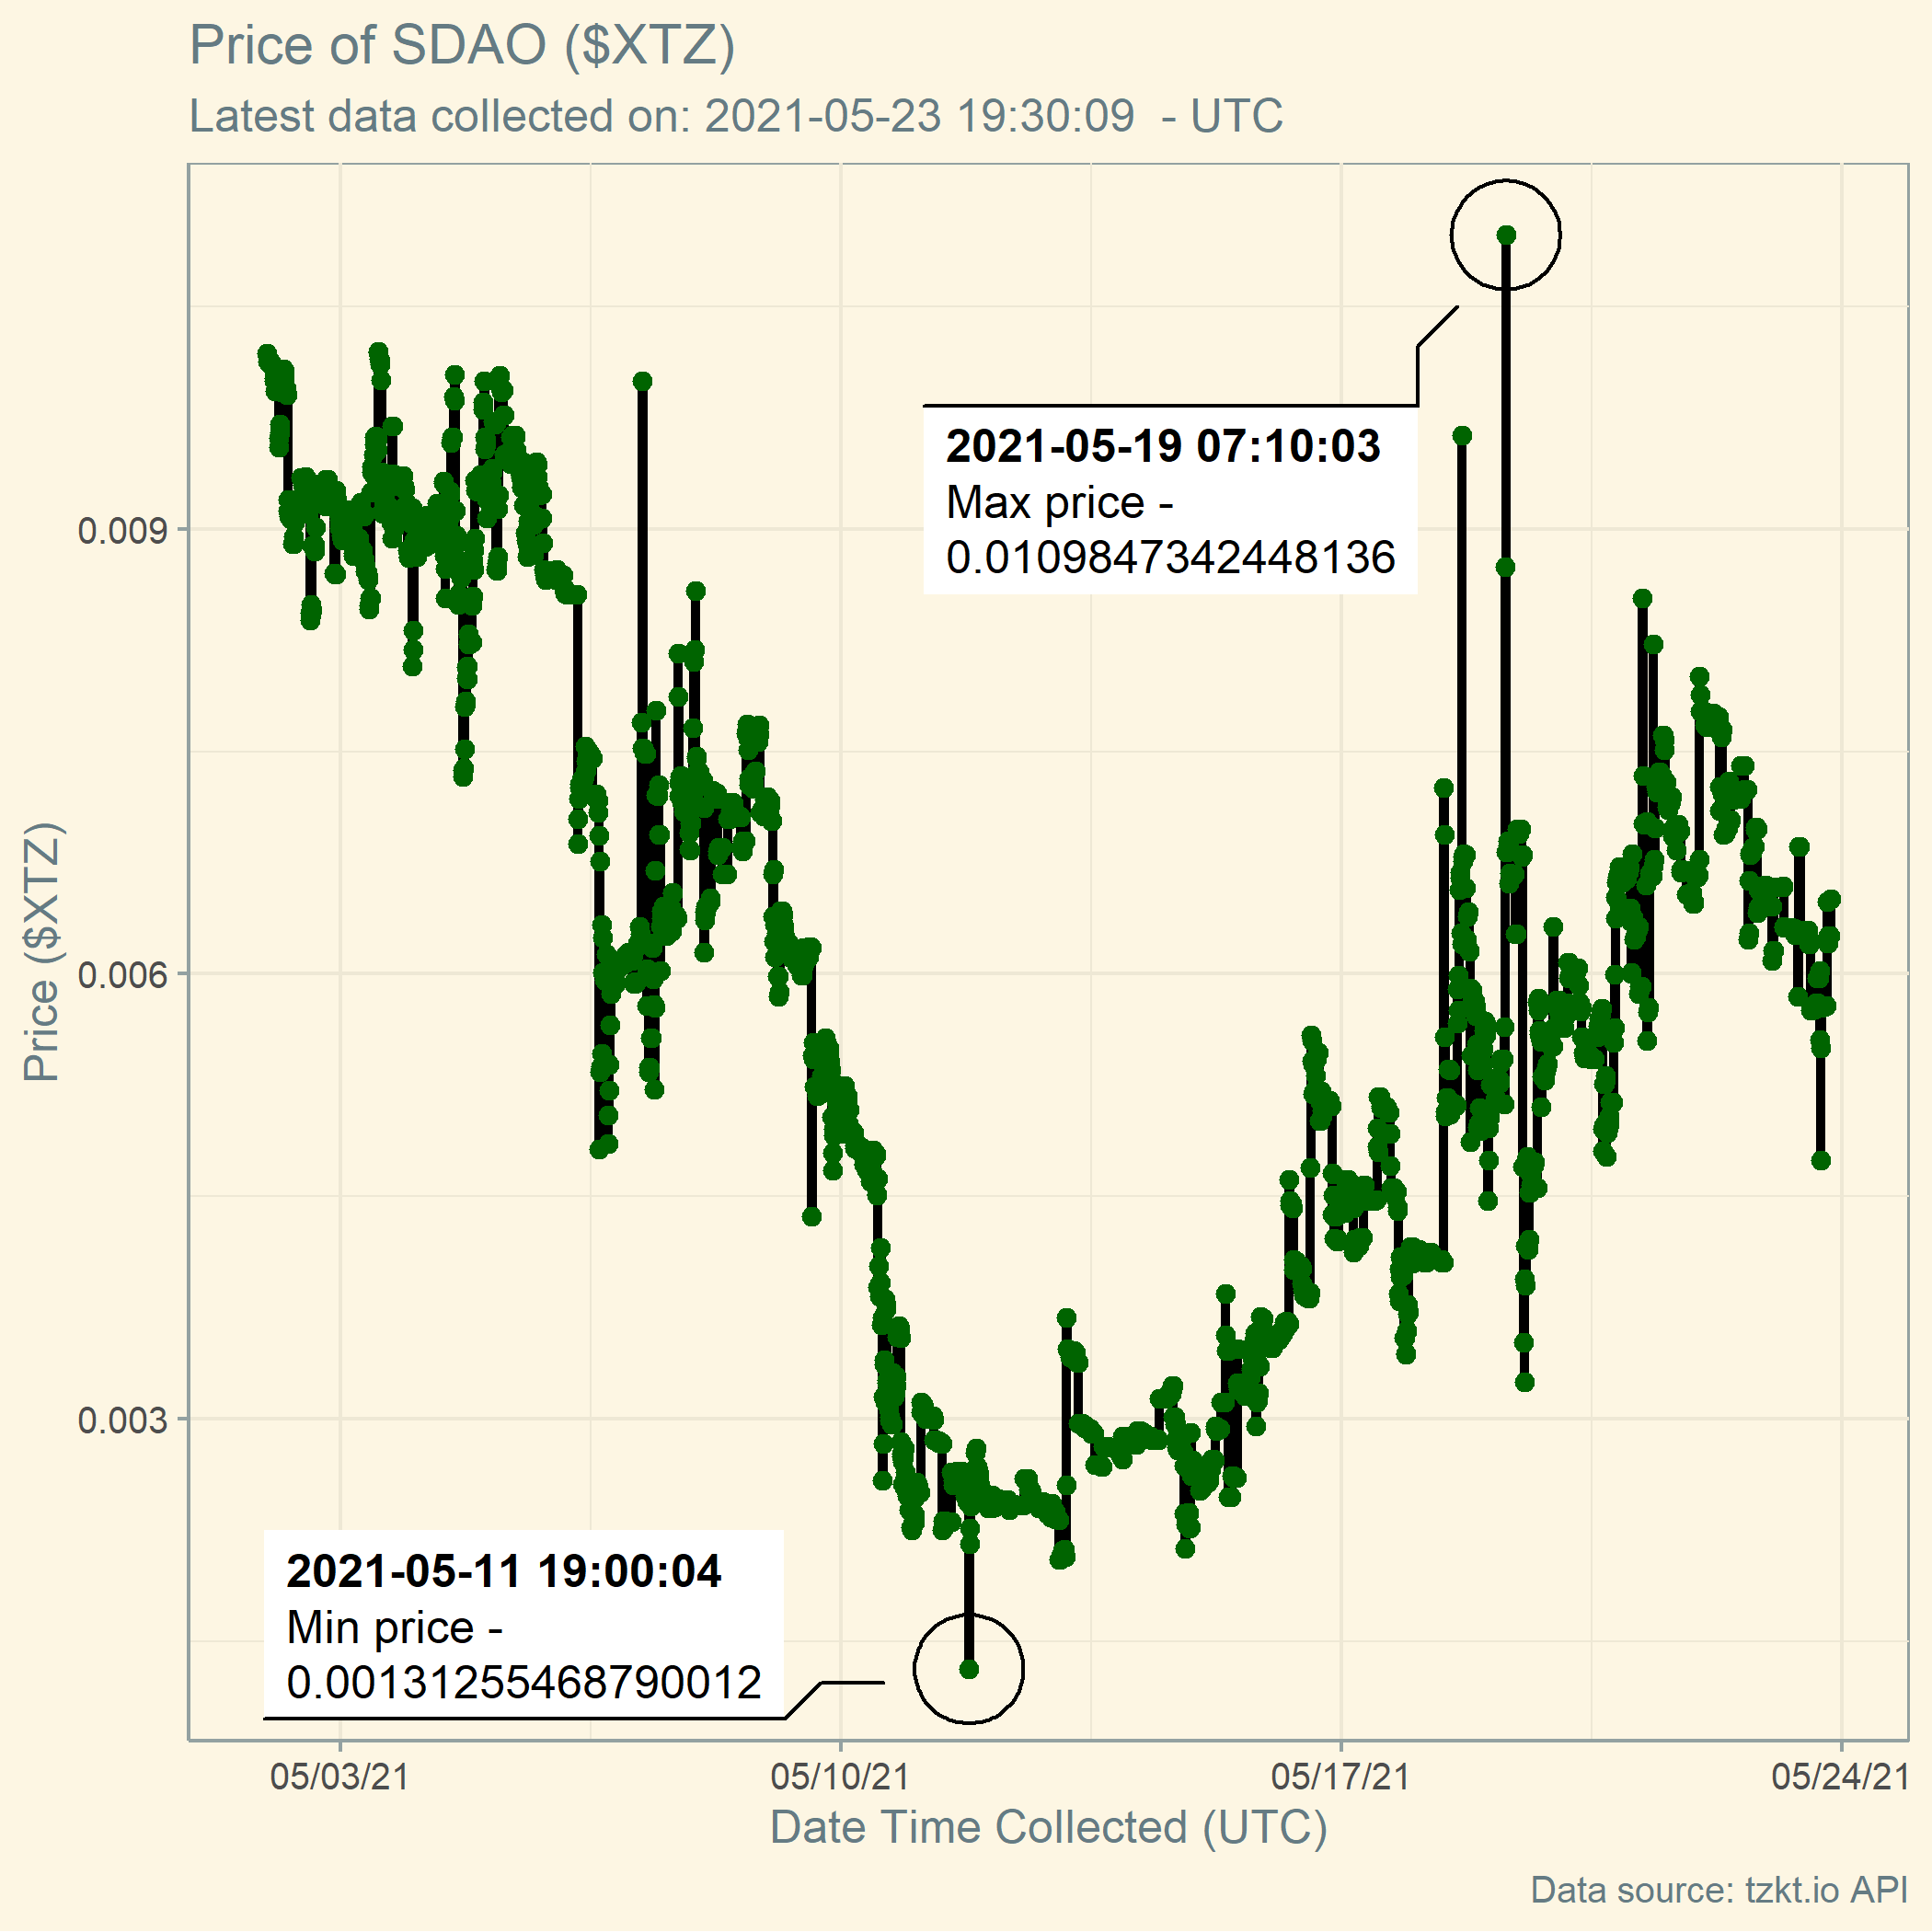 Price of SDAO ($XTZ)
Latest data collected on: 2021-05-23 19:30:09  - UTC
2021-05-19 07:10:03
Max price -
0.0109847342448136
0.009
0.006
0.003
Price ($XTZ)
2021-05-11 19:00:04
Min price -
0.00131255468790012
05/03/21
05/10/21
05/17/21
05/24/21
Date Time Collected (UTC)
Data source: tzkt.io API